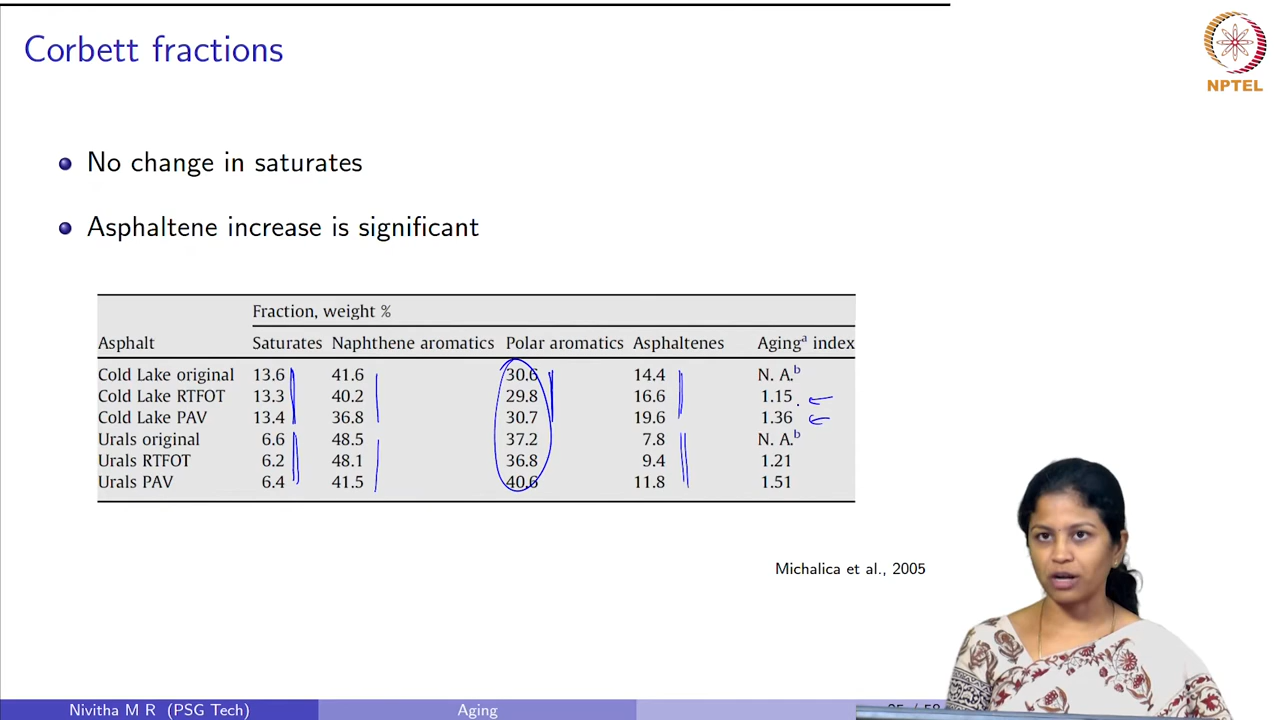 Corbett fractions
NPTEL
No change in saturates
Asphaltene increase is significant
Fraction, weight %
Asphalt Saturates Naphthene aromatics Polar aromatics Asphaltenes Aging^a index
Cold Lake original 13.6 41.6 30.6 14.4 N. A.^b
Cold Lake RTFOT 13.3 40.2 29.8 16.6 1.15
Cold Lake PAV 13.4 36.8 30.7 19.6 1.36
Urals original 6.6 48.5 37.2 7.8 N. A.^b
Urals RTFOT 6.2 48.1 36.8 9.4 1.21
Urals PAV 6.4 41.5 40.6 11.8 1.51
Michalica et al., 2005
Nivitha M R (PSG Tech) Aging